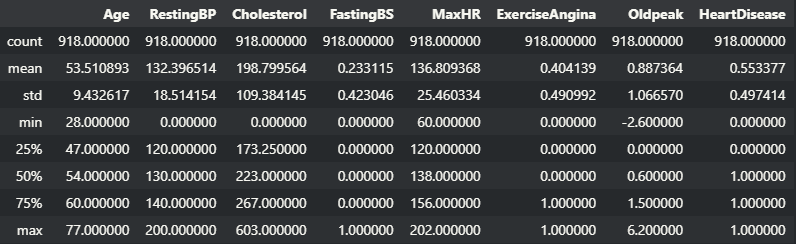 Age RestingBP Cholesterol FastingBS MaxHR ExerciseAngina Oldpeak HeartDisease
count 918.000000 918.000000 918.000000 918.000000 918.000000 918.000000 918.000000 918.000000
mean 53.510893 132.396514 198.799564 0.233115 136.809368 0.404139 0.887364 0.553377
std 9.432617 18.514154 109.384145 0.423046 25.460334 0.490992 1.066570 0.497414
min 28.000000 0.000000 0.000000 0.000000 60.000000 0.000000 -2.600000 0.000000
25% 47.000000 120.000000 173.250000 0.000000 120.000000 0.000000 0.000000 0.000000
50% 54.000000 130.000000 223.000000 0.000000 138.000000 0.000000 0.600000 1.000000
75% 60.000000 140.000000 267.000000 0.000000 156.000000 1.000000 1.500000 1.000000
max 77.000000 200.000000 603.000000 1.000000 202.000000 1.000000 6.200000 1.000000